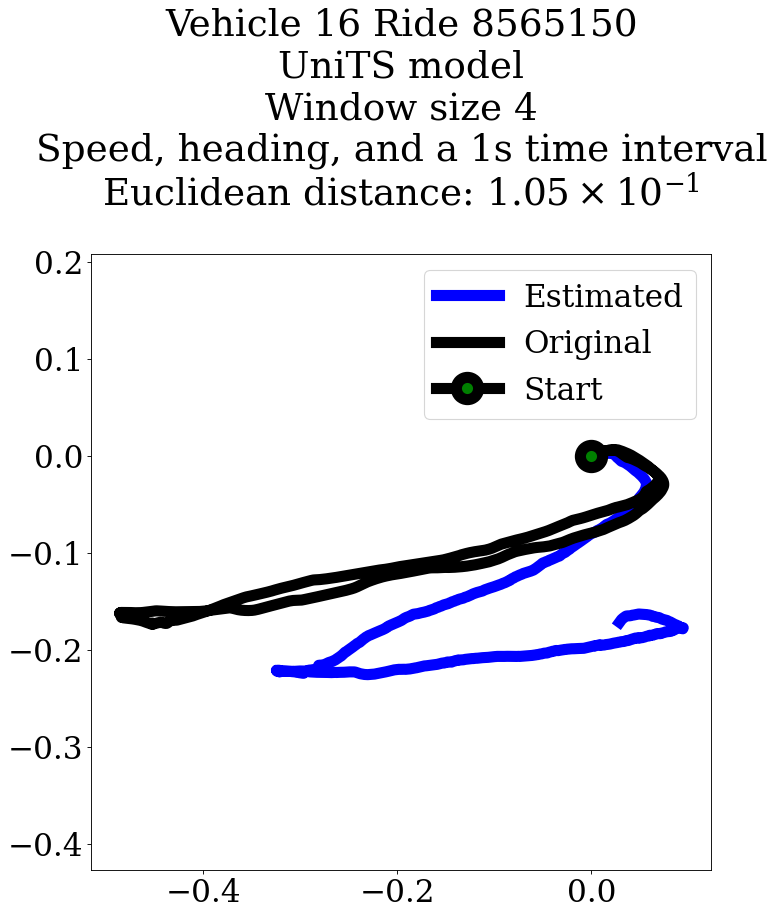 Vehicle 16 Ride 8565150
UniTS model
Window size 4
Speed, heading, and a 1s time interval
Euclidean distance: 1.05 × 10⁻¹
0.2
Estimated
0.1
Original
Start
0.0
−0.1
−0.2
−0.3
−0.4
−0.4 −0.2 0.0